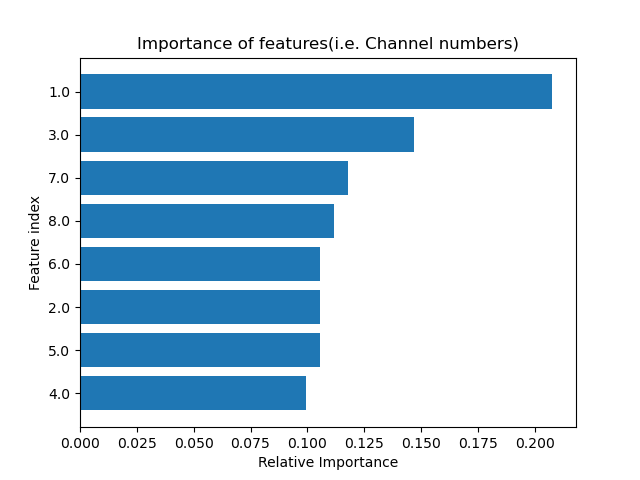 Importance of features(i.e. Channel numbers)
1.0
3.0
7.0
8.0
6.0
2.0
5.0
4.0
Feature index
0.000 0.025 0.050 0.075 0.100 0.125 0.150 0.175 0.200
Relative Importance